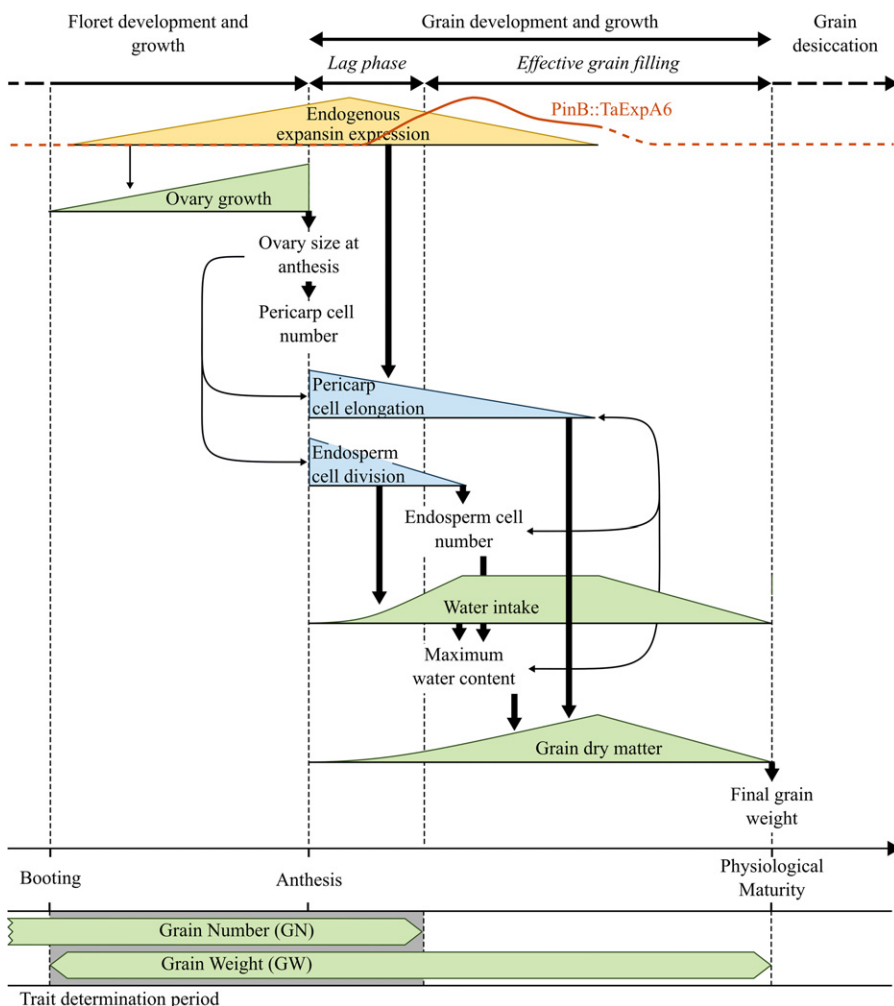 Floret development and
growth
Grain development and growth
Grain
desiccation
Lag phase
Effective grain filling
PinB::TaExpA6
Endogenous
expansin expression
Ovary growth
Ovary size at
anthesis
Pericarp cell
number
Pericarp
cell elongation
Endosperm
cell division
Endosperm cell
number
Water intake
Maximum
water content
Grain dry matter
Final grain
weight
Booting
Anthesis
Physiological
Maturity
Grain Number (GN)
Grain Weight (GW)
Trait determination period